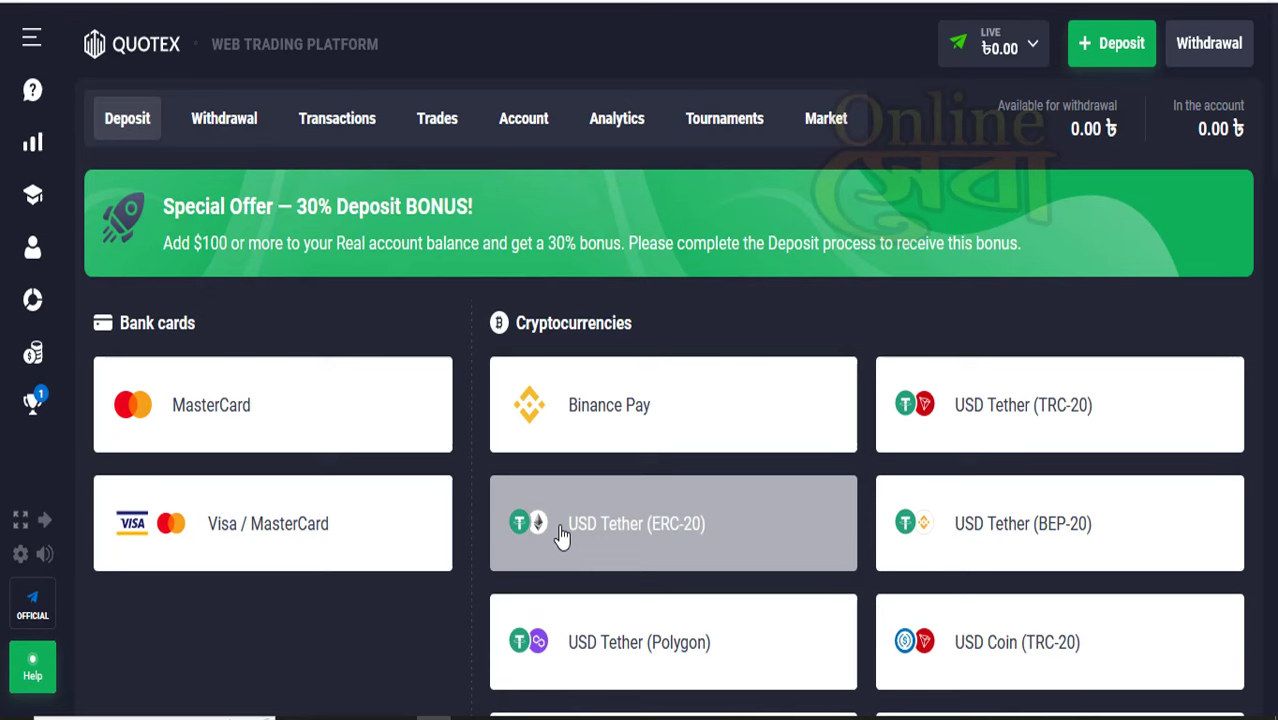 QUOTEX
WEB TRADING PLATFORM
LIVE
৳0.00
+ Deposit
Withdrawal
Deposit
Withdrawal
Transactions
Trades
Account
Analytics
Tournaments
Market
Available for withdrawal
0.00 ৳
In the account
0.00 ৳
Online
সেবা
Special Offer — 30% Deposit BONUS!
Add $100 or more to your Real account balance and get a 30% bonus. Please complete the Deposit process to receive this bonus.
Bank cards
MasterCard
VISA Visa / MasterCard
Cryptocurrencies
Binance Pay
USD Tether (TRC-20)
USD Tether (ERC-20)
USD Tether (BEP-20)
USD Tether (Polygon)
USD Coin (TRC-20)
1
OFFICIAL
Help